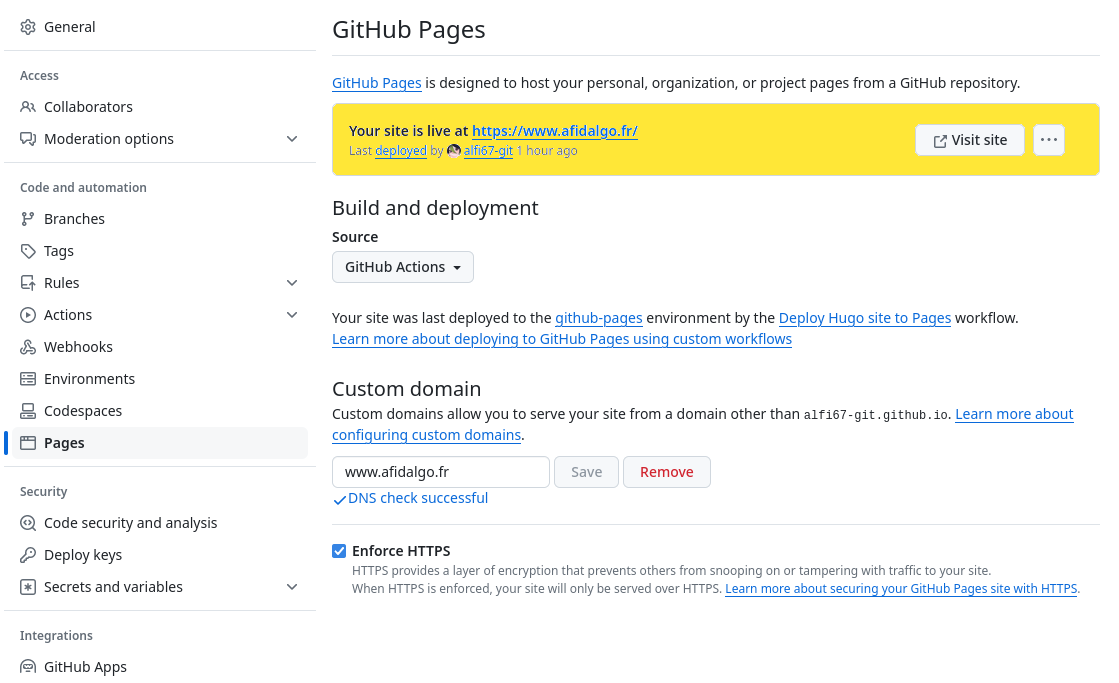 General
Access
Collaborators
Moderation options
Code and automation
Branches
Tags
Rules
Actions
Webhooks
Environments
Codespaces
Pages
Security
Code security and analysis
Deploy keys
Secrets and variables
Integrations
GitHub Apps
GitHub Pages
GitHub Pages is designed to host your personal, organization, or project pages from a GitHub repository.
Your site is live at https://www.afidalgo.fr/
Last deployed by alfi67-git 1 hour ago
Visit site
Build and deployment
Source
GitHub Actions
Your site was last deployed to the github-pages environment by the Deploy Hugo site to Pages workflow.
Learn more about deploying to GitHub Pages using custom workflows
Custom domain
Custom domains allow you to serve your site from a domain other than alfi67-git.github.io. Learn more about
configuring custom domains.
www.afidalgo.fr
Save
Remove
DNS check successful
Enforce HTTPS
HTTPS provides a layer of encryption that prevents others from snooping on or tampering with traffic to your site.
When HTTPS is enforced, your site will only be served over HTTPS. Learn more about securing your GitHub Pages site with HTTPS.